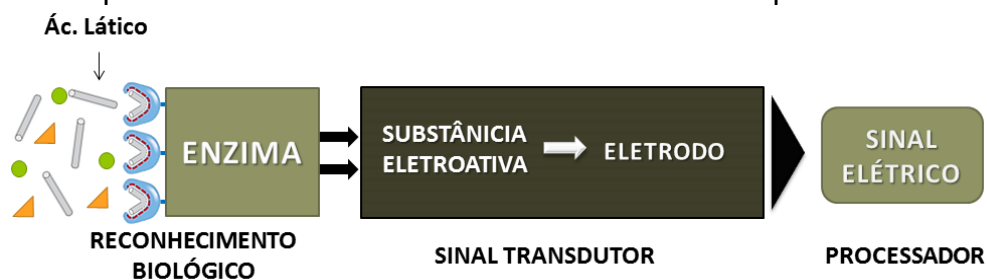 Ác. Lático
ENZIMA
SUBSTÂNICIA
ELETROATIVA
ELETRODO
SINAL
ELÉTRICO
RECONHECIMENTO
BIOLÓGICO
SINAL TRANSDUTOR
PROCESSADOR